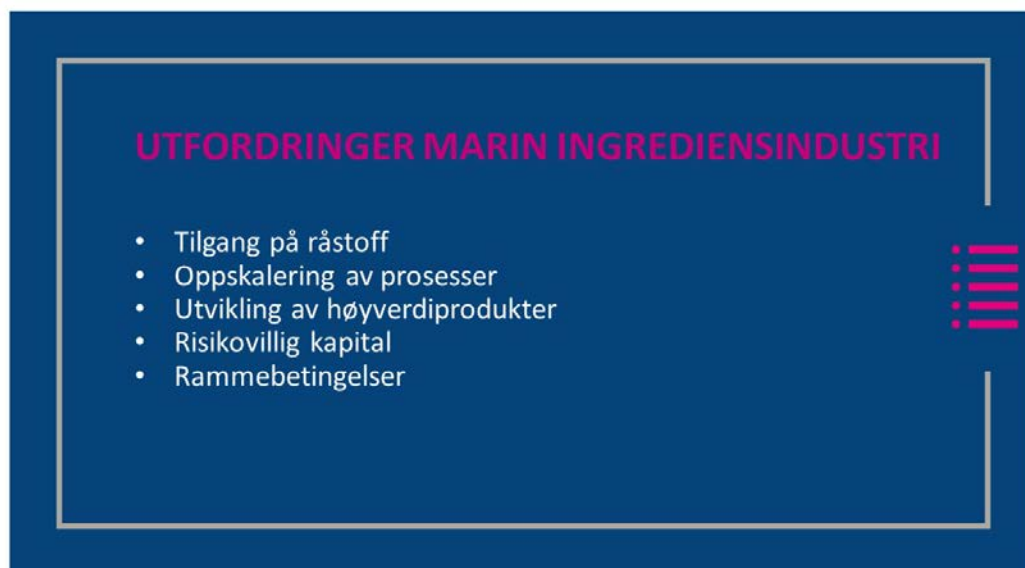 UTFORDRINGER MARIN INGREDIENSINDUSTRI
• Tilgang på råstoff
• Oppskalering av prosesser
• Utvikling av høyverdiprodukter
• Risikovillig kapital
• Rammebetingelser